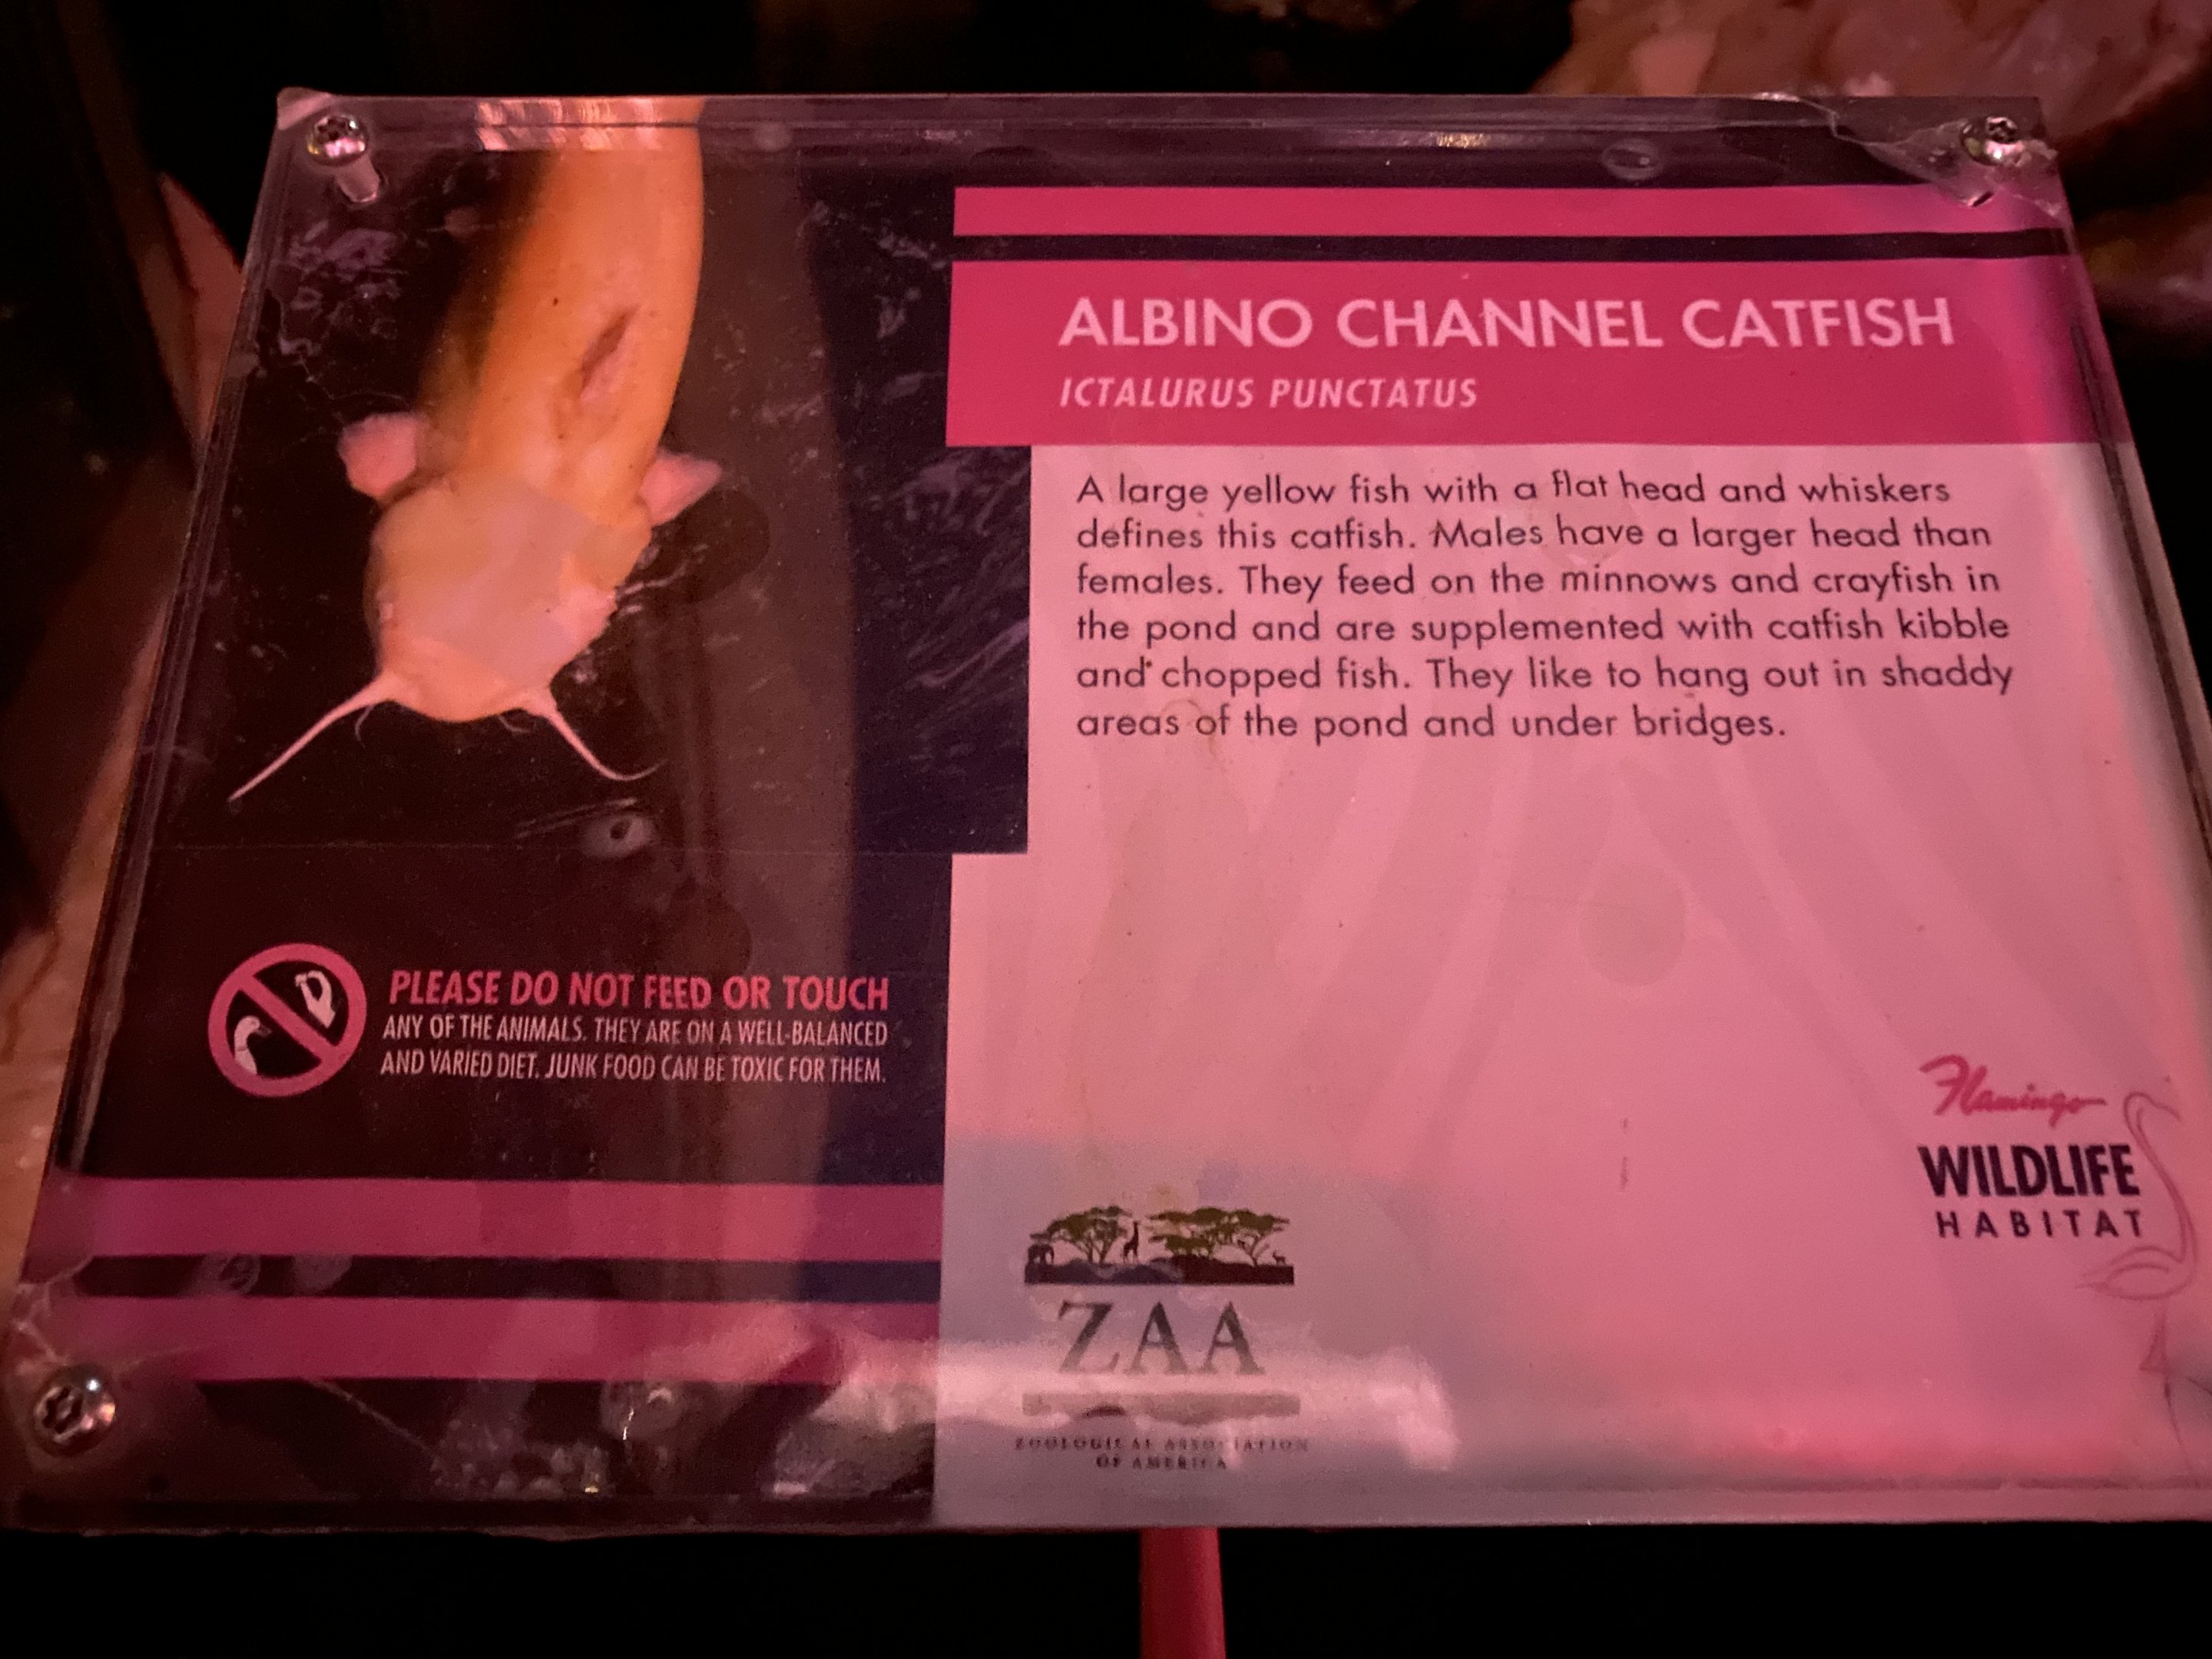 ALBINO CHANNEL CATFISH
ICTALURUS PUNCTATUS
A large yellow fish with a flat head and whiskers
defines this catfish. Males have a larger head than
females. They feed on the minnows and crayfish in
the pond and are supplemented with catfish kibble
and chopped fish. They like to hang out in shaddy
areas of the pond and under bridges.
PLEASE DO NOT FEED OR TOUCH
ANY OF THE ANIMALS. THEY ARE ON A WELL-BALANCED
AND VARIED DIET. JUNK FOOD CAN BE TOXIC FOR THEM.
Flamingo
WILDLIFE
HABITAT
ZAA
ZOOLOGICAL ASSOCIATION
OF AMERICA